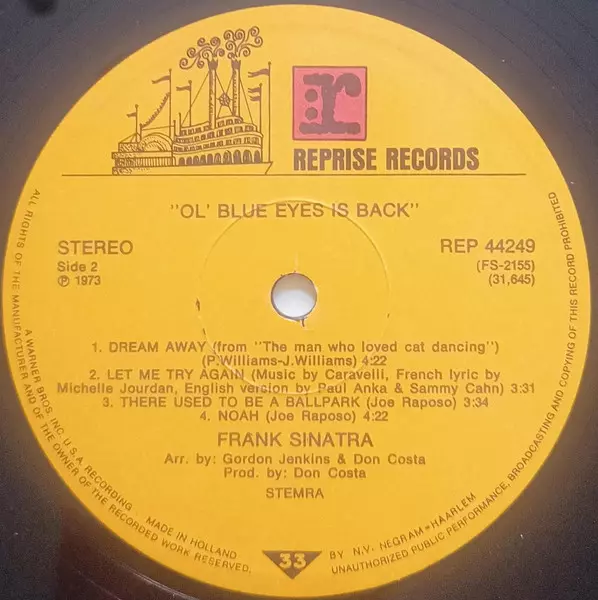 r
REPRISE RECORDS
"OL' BLUE EYES IS BACK"
STEREO
Side 2
℗ 1973
REP 44249
(FS-2155)
(31,645)
1. DREAM AWAY (from "The man who loved cat dancing")
(P.Williams-J.Williams) 4:22
2. LET ME TRY AGAIN (Music by Caravelli, French lyric by
Michelle Jourdan, English version by Paul Anka & Sammy Cahn) 3:31
3. THERE USED TO BE A BALLPARK (Joe Raposo) 3:34
4. NOAH (Joe Raposo) 4:22
FRANK SINATRA
Arr. by: Gordon Jenkins & Don Costa
Prod. by: Don Costa
STEMRA
33
A WARNER BROS. INC. U.S.A. RECORDING - MADE IN HOLLAND
BY N.V. NEGRAM-HAARLEM
ALL RIGHTS OF THE MANUFACTURER AND OF THE OWNER OF THE RECORDED WORK RESERVED.
UNAUTHORIZED PUBLIC PERFORMANCE, BROADCASTING AND COPYING OF THIS RECORD PROHIBITED